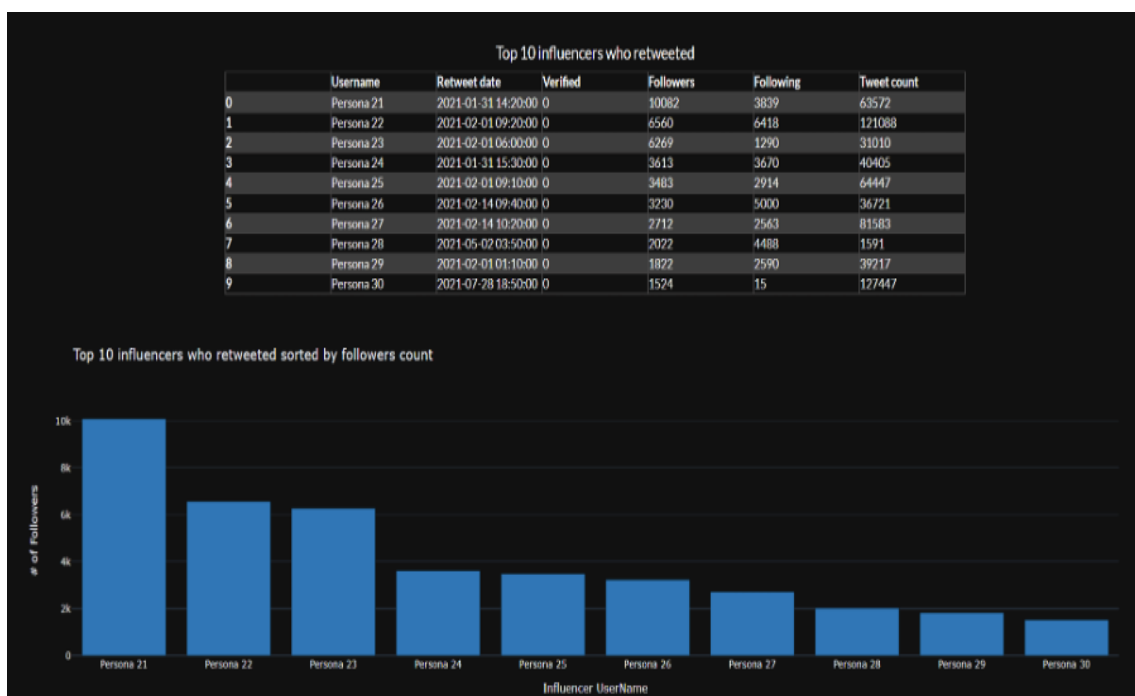 Top 10 influencers who retweeted
Username Retweet date Verified Followers Following Tweet count
0 Persona 21 2021-01-31 14:20:00 0 10082 3839 63572
1 Persona 22 2021-02-01 09:20:00 0 6560 6418 121088
2 Persona 23 2021-02-01 06:00:00 0 6269 1290 31010
3 Persona 24 2021-01-31 15:30:00 0 3613 3670 40405
4 Persona 25 2021-02-01 09:10:00 0 3483 2914 64447
5 Persona 26 2021-02-14 09:40:00 0 3230 5000 36721
6 Persona 27 2021-02-14 10:20:00 0 2712 2563 81583
7 Persona 28 2021-05-02 03:50:00 0 2022 4488 1591
8 Persona 29 2021-02-01 01:10:00 0 1822 2590 39217
9 Persona 30 2021-07-28 18:50:00 0 1524 15 127447
Top 10 influencers who retweeted sorted by followers count
10k
8k
6k
4k
2k
0
# of Followers
Persona 21 Persona 22 Persona 23 Persona 24 Persona 25 Persona 26 Persona 27 Persona 28 Persona 29 Persona 30
Influencer UserName